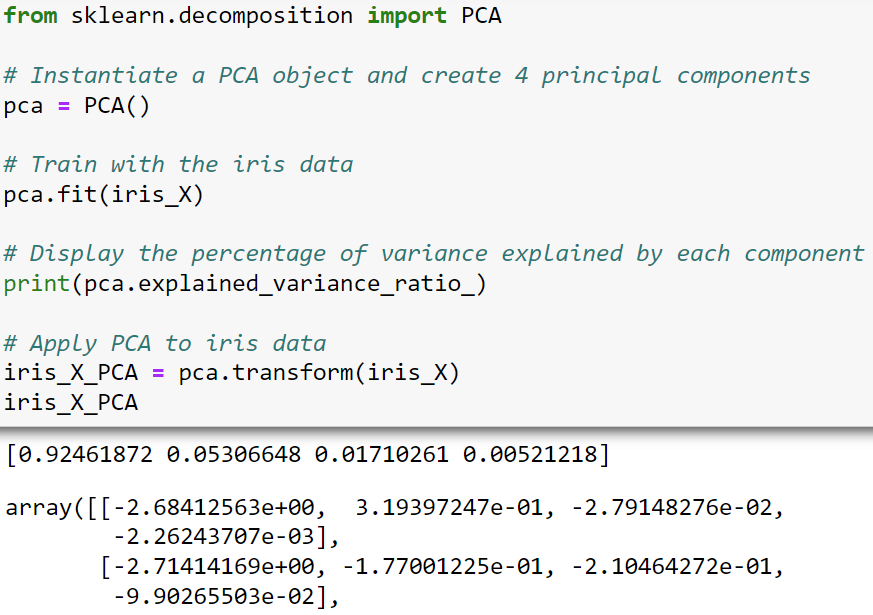 from sklearn.decomposition import PCA
# Instantiate a PCA object and create 4 principal components
pca = PCA()
# Train with the iris data
pca.fit(iris_X)
# Display the percentage of variance explained by each component
print(pca.explained_variance_ratio_)
# Apply PCA to iris data
iris_X_PCA = pca.transform(iris_X)
iris_X_PCA
[0.92461872 0.05306648 0.01710261 0.00521218]
array([[-2.68412563e+00,  3.19397247e-01, -2.79148276e-02,
        -2.26243707e-03],
       [-2.71414169e+00, -1.77001225e-01, -2.10464272e-01,
        -9.90265503e-02],